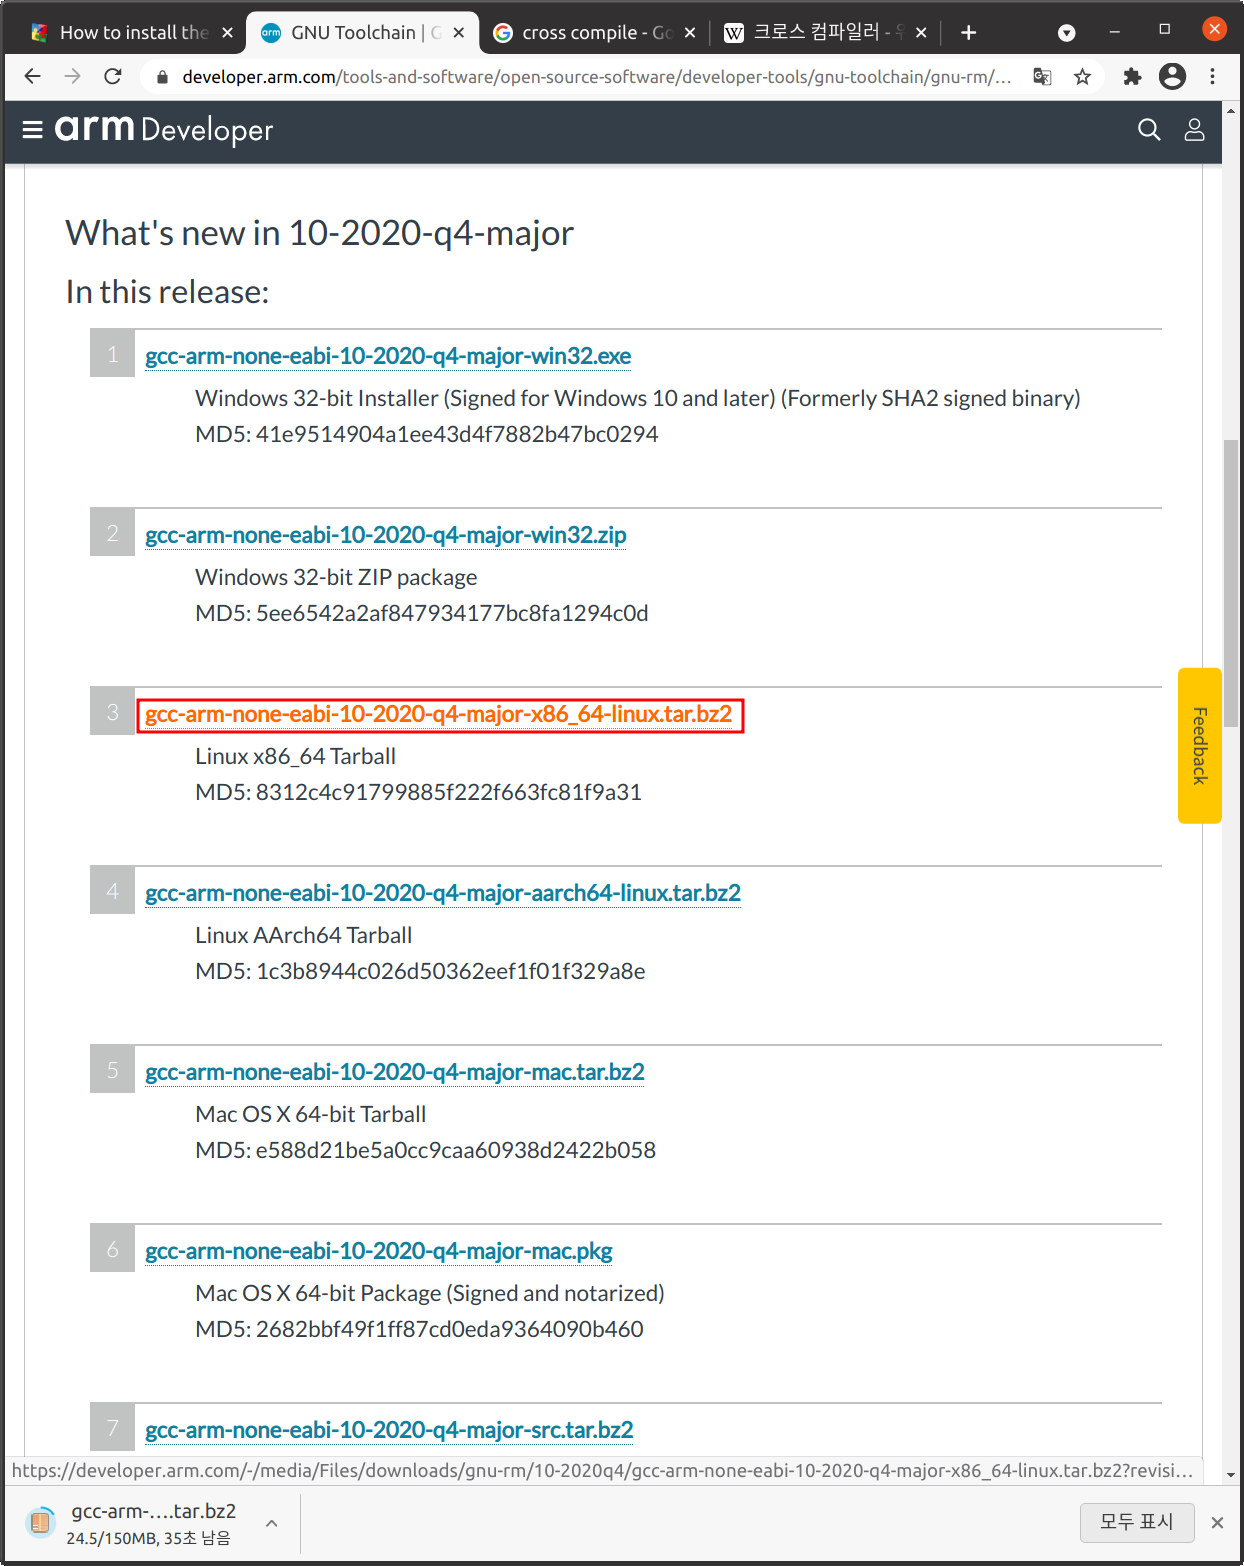 How to install the
GNU Toolchain | G
cross compile - Go
크로스 컴파일러 -
developer.arm.com/tools-and-software/open-source-software/developer-tools/gnu-toolchain/gnu-rm/...
arm Developer
What's new in 10-2020-q4-major
In this release:
1
gcc-arm-none-eabi-10-2020-q4-major-win32.exe
Windows 32-bit Installer (Signed for Windows 10 and later) (Formerly SHA2 signed binary)
MD5: 41e9514904a1ee43d4f7882b47bc0294
2
gcc-arm-none-eabi-10-2020-q4-major-win32.zip
Windows 32-bit ZIP package
MD5: 5ee6542a2af847934177bc8fa1294c0d
3
gcc-arm-none-eabi-10-2020-q4-major-x86_64-linux.tar.bz2
Linux x86_64 Tarball
MD5: 8312c4c91799885f222f663fc81f9a31
Feedback
4
gcc-arm-none-eabi-10-2020-q4-major-aarch64-linux.tar.bz2
Linux AArch64 Tarball
MD5: 1c3b8944c026d50362eef1f01f329a8e
5
gcc-arm-none-eabi-10-2020-q4-major-mac.tar.bz2
Mac OS X 64-bit Tarball
MD5: e588d21be5a0cc9caa60938d2422b058
6
gcc-arm-none-eabi-10-2020-q4-major-mac.pkg
Mac OS X 64-bit Package (Signed and notarized)
MD5: 2682bbf49f1ff87cd0eda9364090b460
7
gcc-arm-none-eabi-10-2020-q4-major-src.tar.bz2
https://developer.arm.com/-/media/Files/downloads/gnu-rm/10-2020q4/gcc-arm-none-eabi-10-2020-q4-major-x86_64-linux.tar.bz2?revisi...
gcc-arm-....tar.bz2
24.5/150MB, 35초 남음
모두 표시